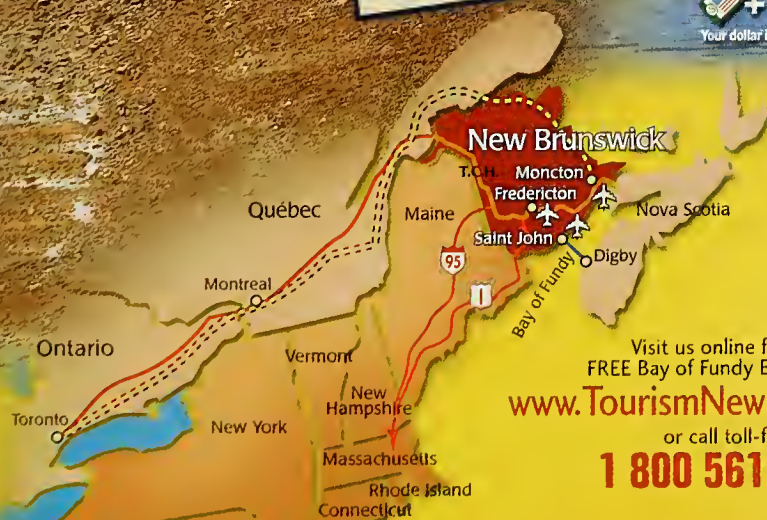 Your dollar i
New Brunswick
T.C.H.
Moncton
Fredericton
Québec
Maine
Nova Scotia
Saint John
95
Digby
Montreal
1
Bay of Fundy
Ontario
Vermont
Visit us online f
FREE Bay of Fundy E
New
Hampshire
www.TourismNew
Toronto
New York
or call toll-f
Massachusetts
1 800 561
Rhode Island
Connecticut